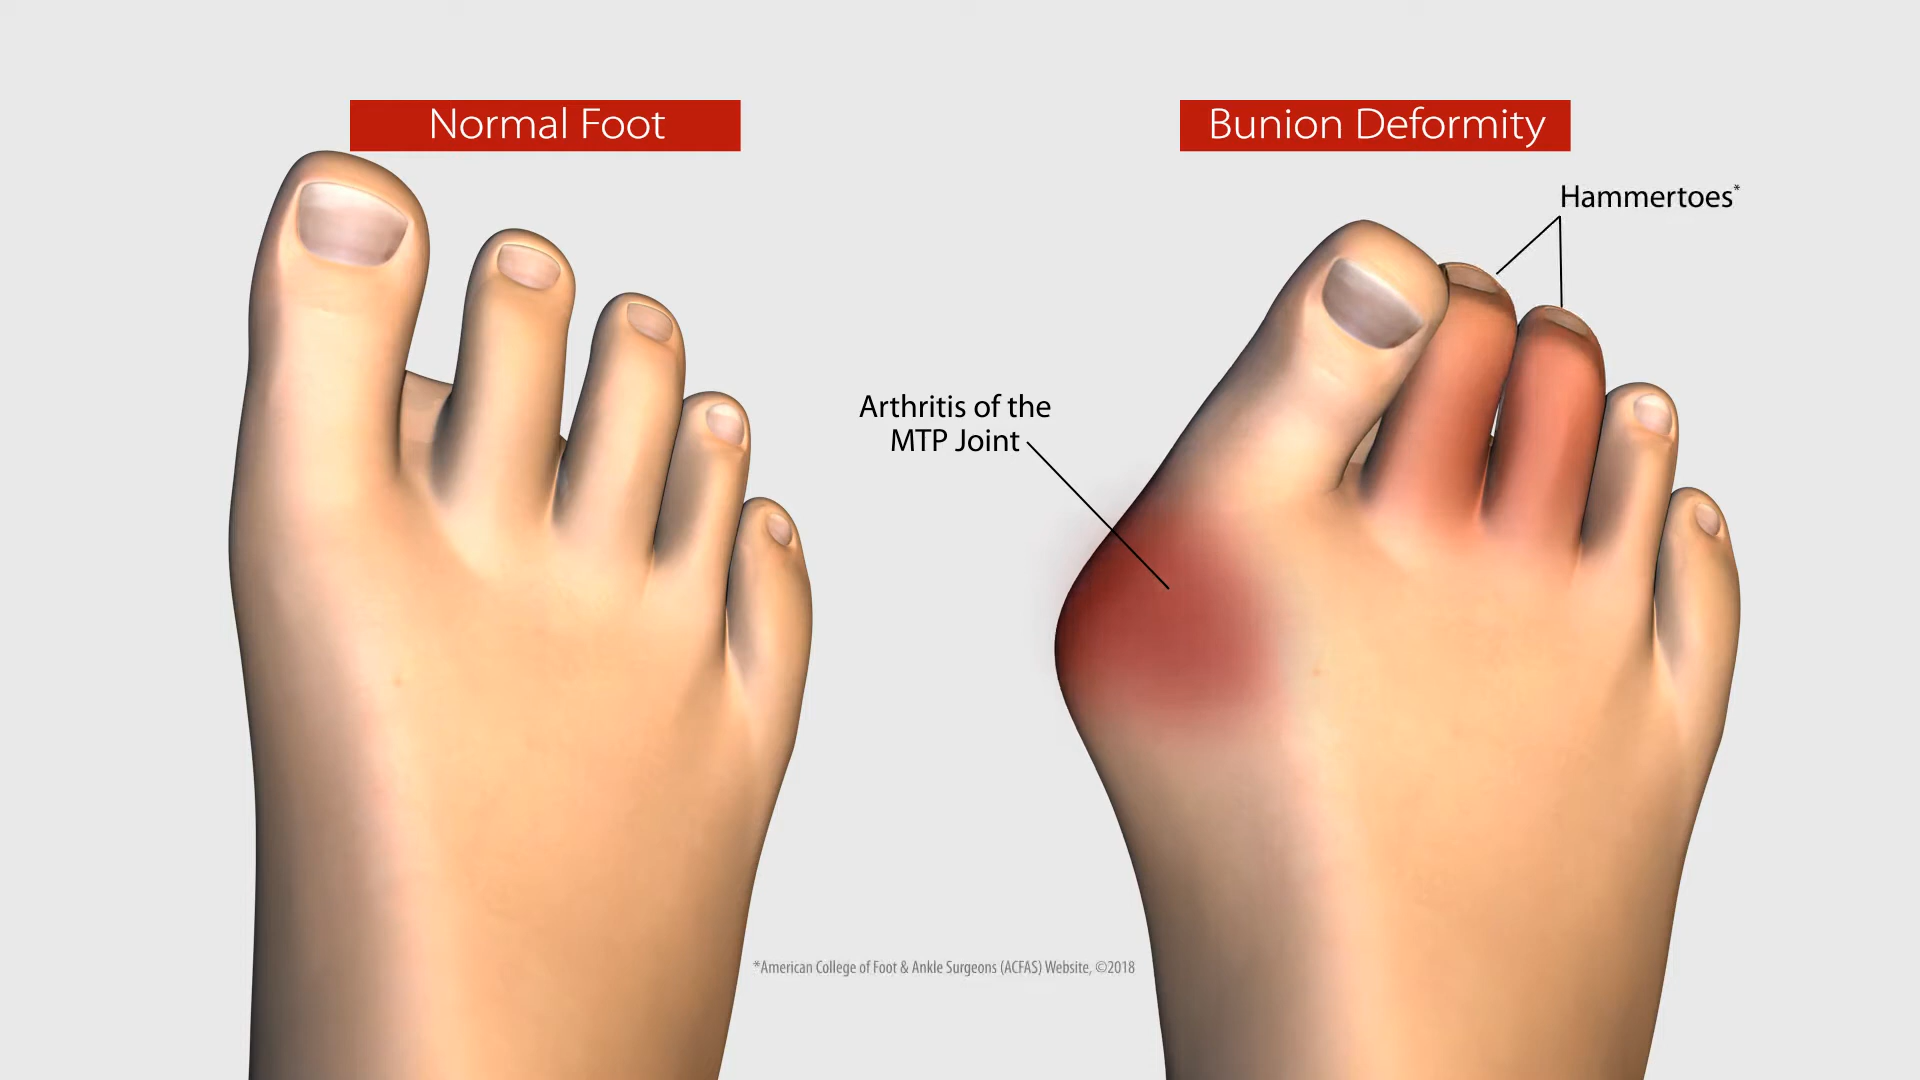 Normal Foot
Bunion Deformity
Hammertoes*
Arthritis of the
MTP Joint
*American College of Foot & Ankle Surgeons (ACFAS) Website, ©2018